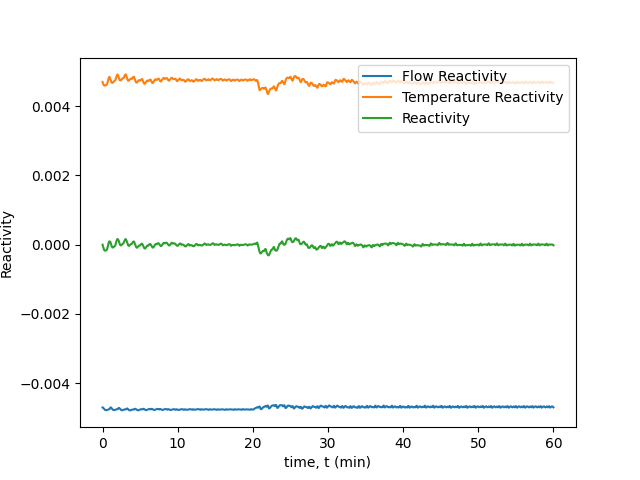 Flow Reactivity
Temperature Reactivity
Reactivity
0.004
0.002
0.000
−0.002
−0.004
Reactivity
0
10
20
30
40
50
60
time, t (min)